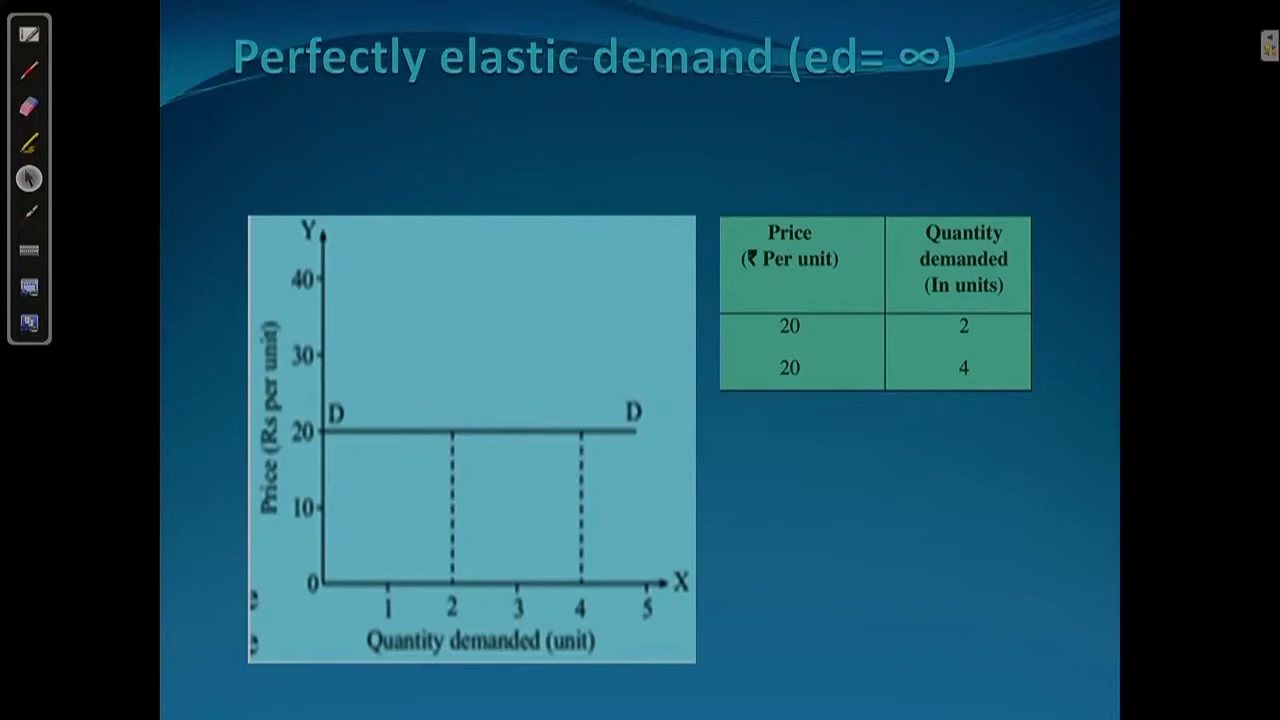 Perfectly elastic demand (ed= ∞)
Y
40
30
20
10
0
Price (Rs per unit)
D
D
1 2 3 4 5
X
Quantity demanded (unit)
Price
(₹ Per unit)
Quantity
demanded
(In units)
20 2
20 4